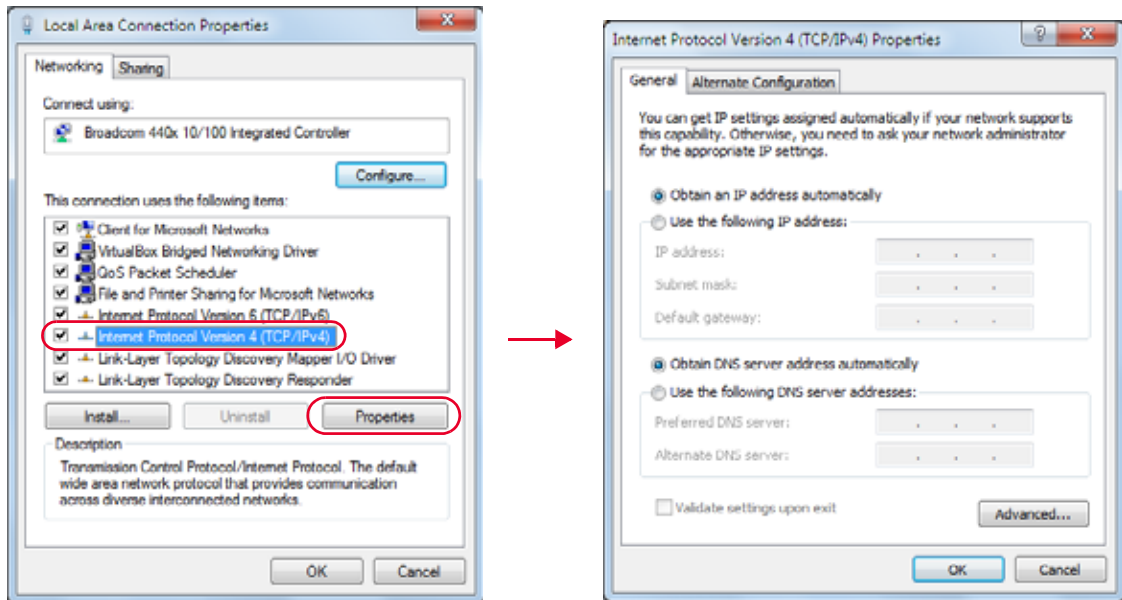 Local Area Connection Properties
Networking
Sharing
Connect using:
Broadcom 440x 10/100 Integrated Controller
Configure...
This connection uses the following items:
Client for Microsoft Networks
VirtualBox Bridged Networking Driver
QoS Packet Scheduler
File and Printer Sharing for Microsoft Networks
Internet Protocol Version 6 (TCP/IPv6)
Internet Protocol Version 4 (TCP/IPv4)
Link-Layer Topology Discovery Mapper I/O Driver
Link-Layer Topology Discovery Responder
Install...
Uninstall
Properties
Description
Transmission Control Protocol/Internet Protocol. The default
wide area network protocol that provides communication
across diverse interconnected networks.
OK
Cancel
Internet Protocol Version 4 (TCP/IPv4) Properties
General
Alternate Configuration
You can get IP settings assigned automatically if your network supports
this capability. Otherwise, you need to ask your network administrator
for the appropriate IP settings.
Obtain an IP address automatically
Use the following IP address:
IP address:
Subnet mask:
Default gateway:
Obtain DNS server address automatically
Use the following DNS server addresses:
Preferred DNS server:
Alternate DNS server:
Validate settings upon exit
Advanced...
OK
Cancel